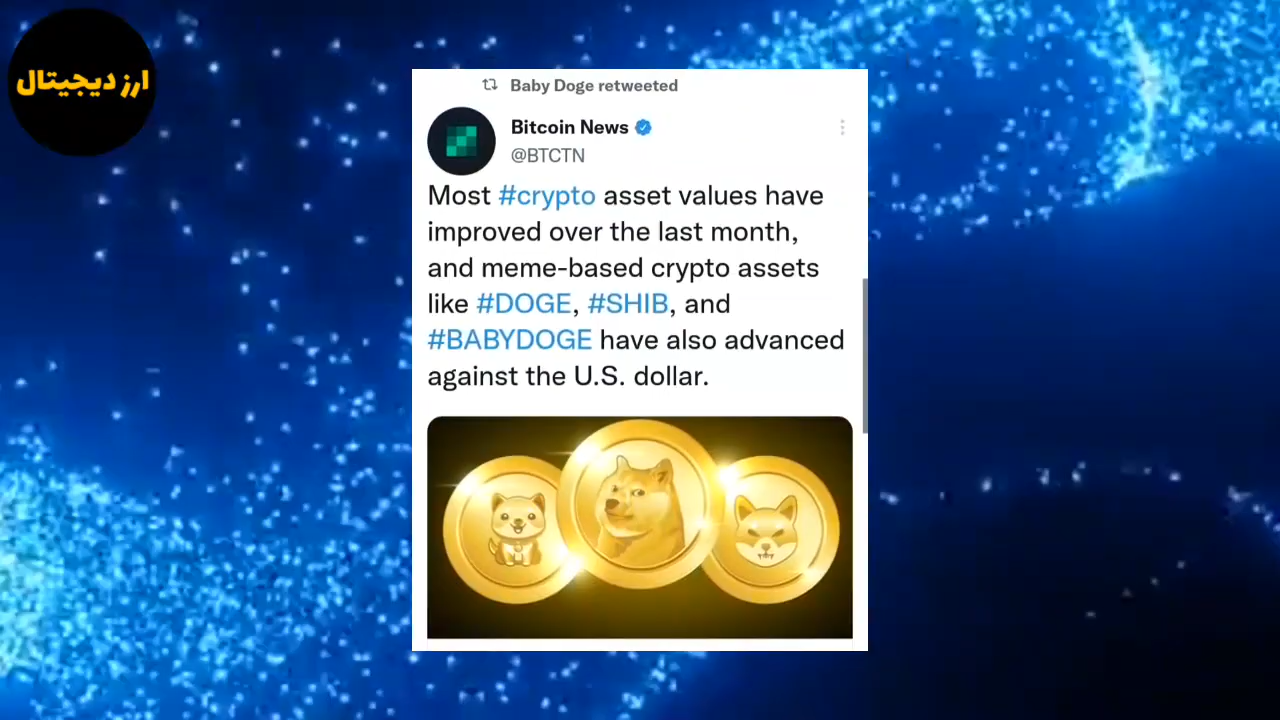 ارز دیجیتال
Baby Doge retweeted
Bitcoin News
@BTCTN
Most #crypto asset values have
improved over the last month,
and meme-based crypto assets
like #DOGE, #SHIB, and
#BABYDOGE have also advanced
against the U.S. dollar.